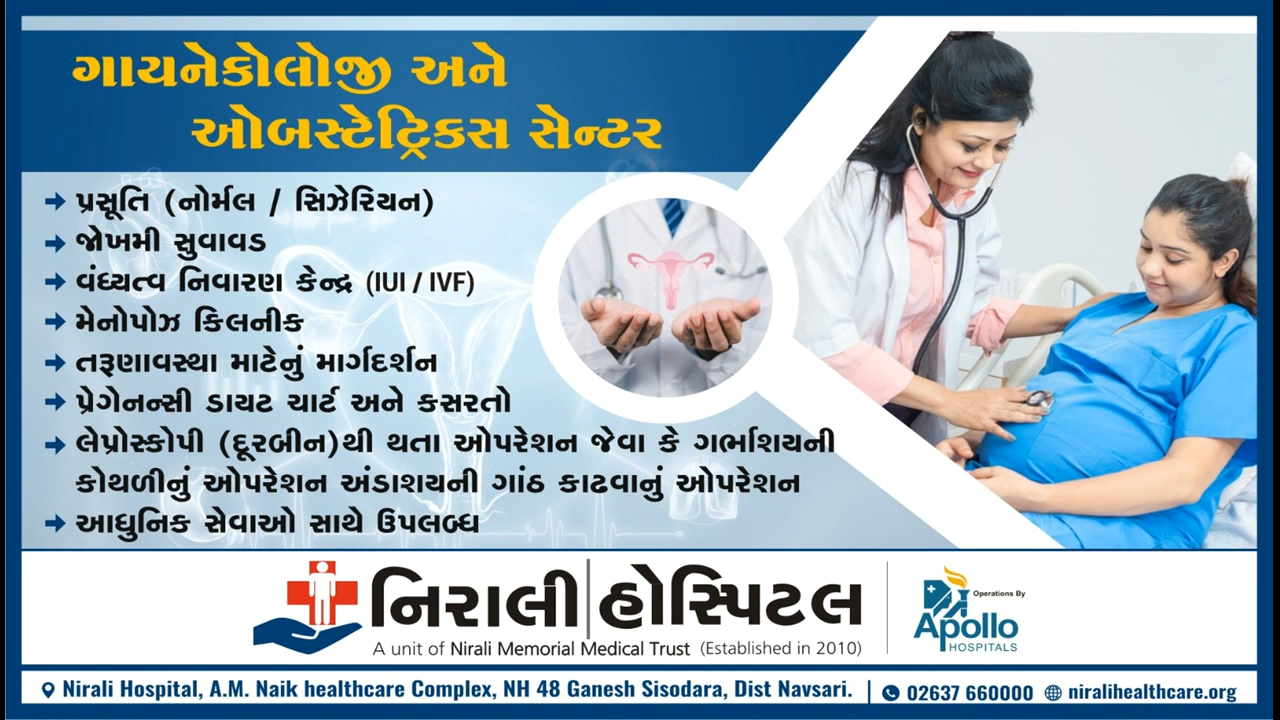 ગાયનેકોલોજી અને
ઓબસ્ટેટ્રિકસ સેન્ટર
પ્રસૂતિ (નોર્મલ / સિઝેરિયન)
જોખમી સુવાવડ
વંધ્યત્વ નિવારણ કેન્દ્ર (IUI / IVF)
મેનોપોઝ કિલનીક
તરૂણાવસ્થા માટેનું માર્ગદર્શન
પ્રેગેનન્સી ડાયટ ચાર્ટ અને કસરતો
લેપ્રોસ્કોપી (દૂરબીન)થી થતા ઓપરેશન જેવા કે ગર્ભાશયની
કોથળીનું ઓપરેશન અંડાશયની ગાંઠ કાઢવાનું ઓપરેશન
આધુનિક સેવાઓ સાથે ઉપલબ્ધ
નિરાલી હોસ્પિટલ
A unit of Nirali Memorial Medical Trust (Established in 2010)
Operations By
Apollo
HOSPITALS
Nirali Hospital, A.M. Naik healthcare Complex, NH 48 Ganesh Sisodara, Dist Navsari. | 02637 660000 niralihealthcare.org